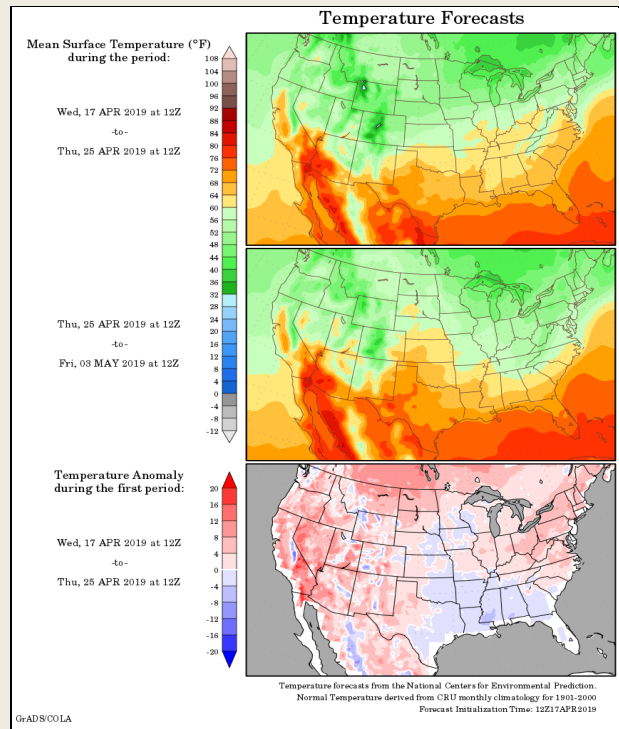 Temperature Forecasts
Mean Surface Temperature (°F)
during the period:
Wed, 17 APR 2019 at 12Z
-to-
Thu, 25 APR 2019 at 12Z
108
104
100
96
92
88
84
80
76
72
68
64
60
56
52
48
44
40
36
32
28
24
20
16
12
8
4
0
-4
-8
-12
Thu, 25 APR 2019 at 12Z
-to-
Fri, 03 MAY 2019 at 12Z
Temperature Anomaly
during the first period:
Wed, 17 APR 2019 at 12Z
-to-
Thu, 25 APR 2019 at 12Z
20
16
12
8
4
0
-4
-8
-12
-16
-20
Temperature forecasts from the National Centers for Environmental Prediction.
Normal Temperature derived from CRU monthly climatology for 1901-2000
Forecast Initialization Time: 12Z17APR2019
GrADS/COLA